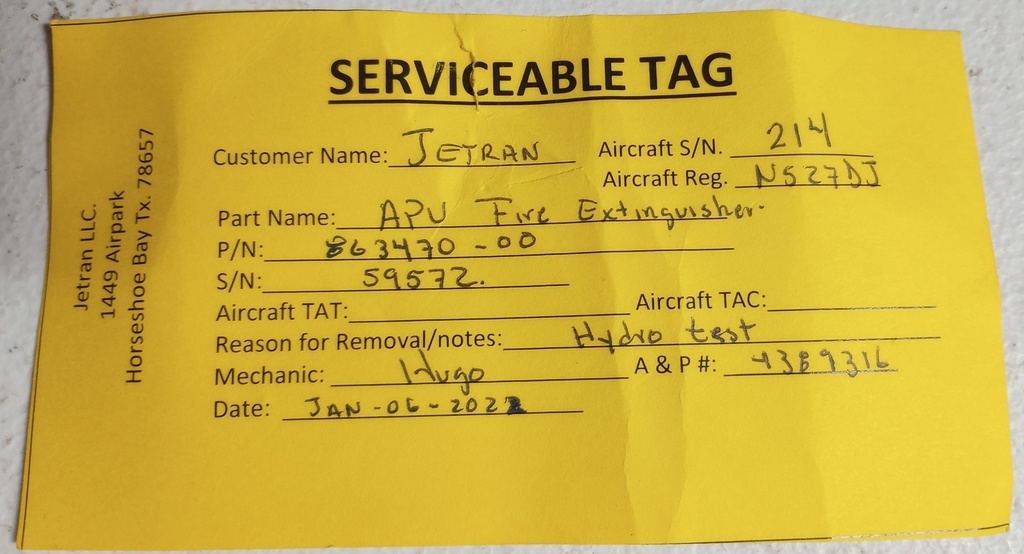 SERVICEABLE TAG
Customer Name: JETRAN Aircraft S/N. 214
Aircraft Reg. N527DJ
Part Name: APU Fire Extinguisher.
P/N: 863470-00
S/N: 59572.
Aircraft TAT: Aircraft TAC:
Reason for Removal/notes: Hydro test
Mechanic: Hugo A & P #: 4389316
Date: JAN-06-2022
Jetran LLC.
1449 Airpark
Horseshoe Bay Tx. 78657